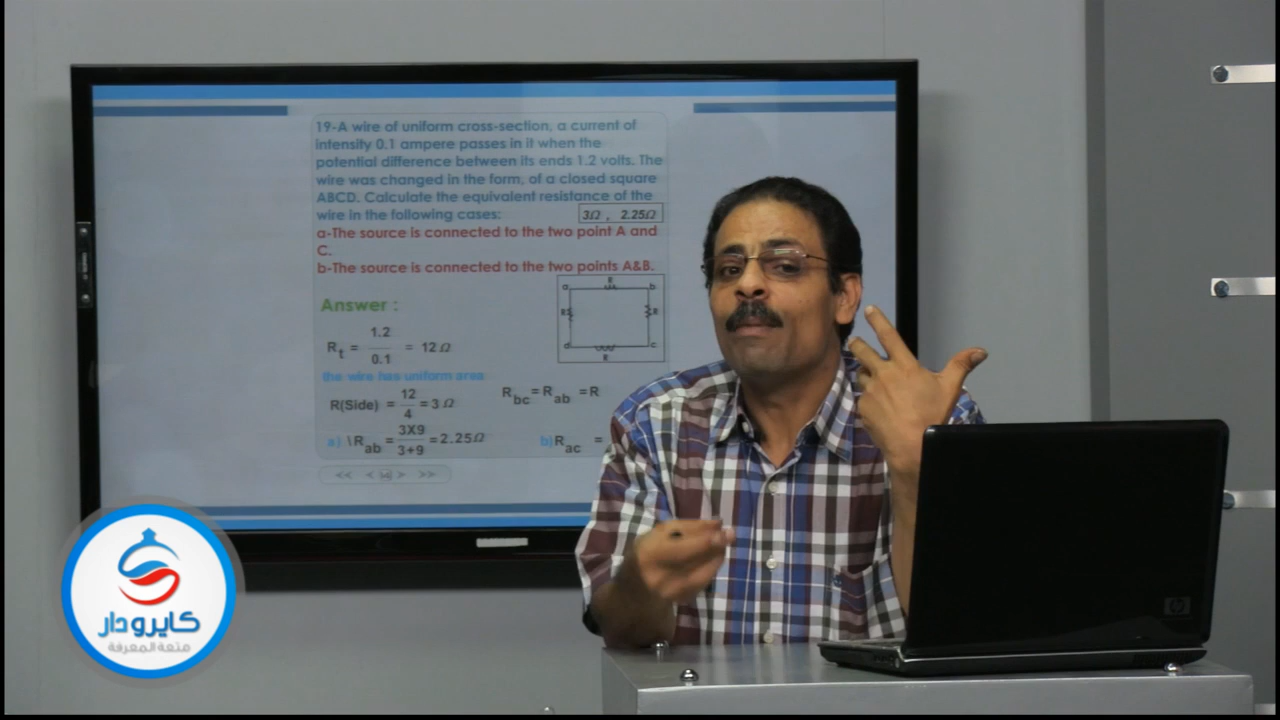 19-A wire of uniform cross-section, a current of
intensity 0.1 ampere passes in it when the
potential difference between its ends 1.2 volts. The
wire was changed in the form, of a closed square
ABCD. Calculate the equivalent resistance of the
wire in the following cases:
3Ω , 2.25Ω
a-The source is connected to the two point A and
C.
b-The source is connected to the two points A&B.
Answer :
R
a
b
R
R
d
c
R
Rt = 1.2 / 0.1 = 12 Ω
the wire has uniform area
R(Side) = 12 / 4 = 3 Ω
Rbc = Rab = R
a) \Rab = 3X9 / 3+9 = 2.25Ω
b) Rac =
<< < > >>
كايرودار
متعة المعرفة
hp